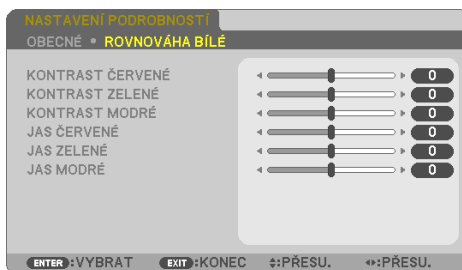 NASTAVENÍ PODROBNOSTÍ
OBECNÉ • ROVNOVÁHA BÍLÉ
KONTRAST ČERVENÉ 0
KONTRAST ZELENÉ 0
KONTRAST MODRÉ 0
JAS ČERVENÉ 0
JAS ZELENÉ 0
JAS MODRÉ 0
ENTER :VYBRAT EXIT :KONEC :PŘESU. :PŘESU.